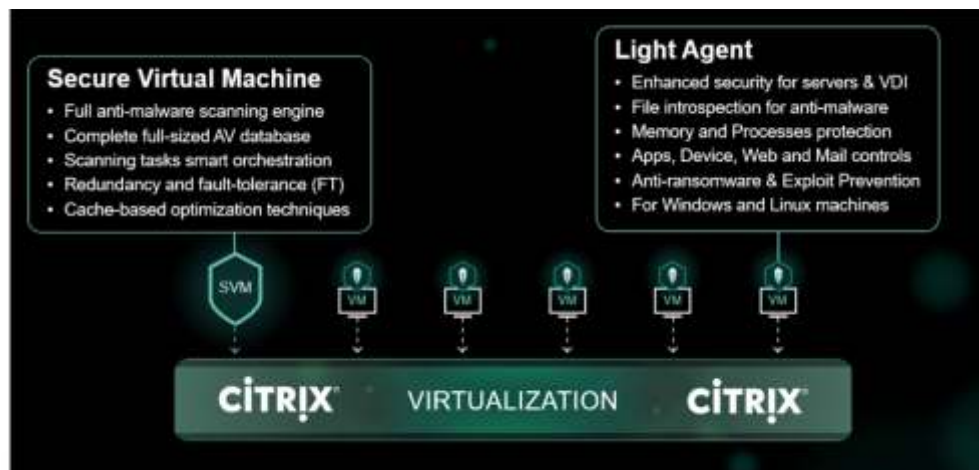 Secure Virtual Machine
• Full anti-malware scanning engine
• Complete full-sized AV database
• Scanning tasks smart orchestration
• Redundancy and fault-tolerance (FT)
• Cache-based optimization techniques
Light Agent
• Enhanced security for servers & VDI
• File introspection for anti-malware
• Memory and Processes protection
• Apps, Device, Web and Mail controls
• Anti-ransomware & Exploit Prevention
• For Windows and Linux machines
SVM
VM
VM
VM
VM
VM
CITRIX VIRTUALIZATION CITRIX